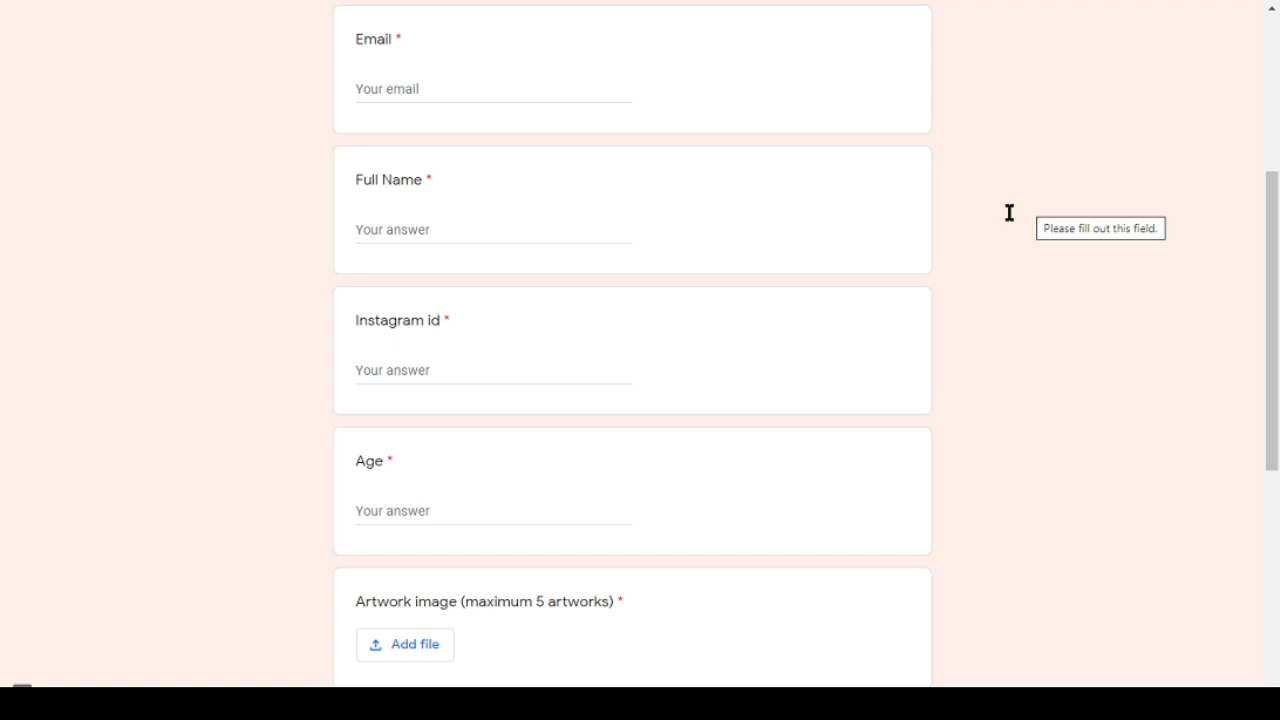 Email *
Your email
Full Name *
Your answer
Please fill out this field.
Instagram id *
Your answer
Age *
Your answer
Artwork image (maximum 5 artworks) *
Add file